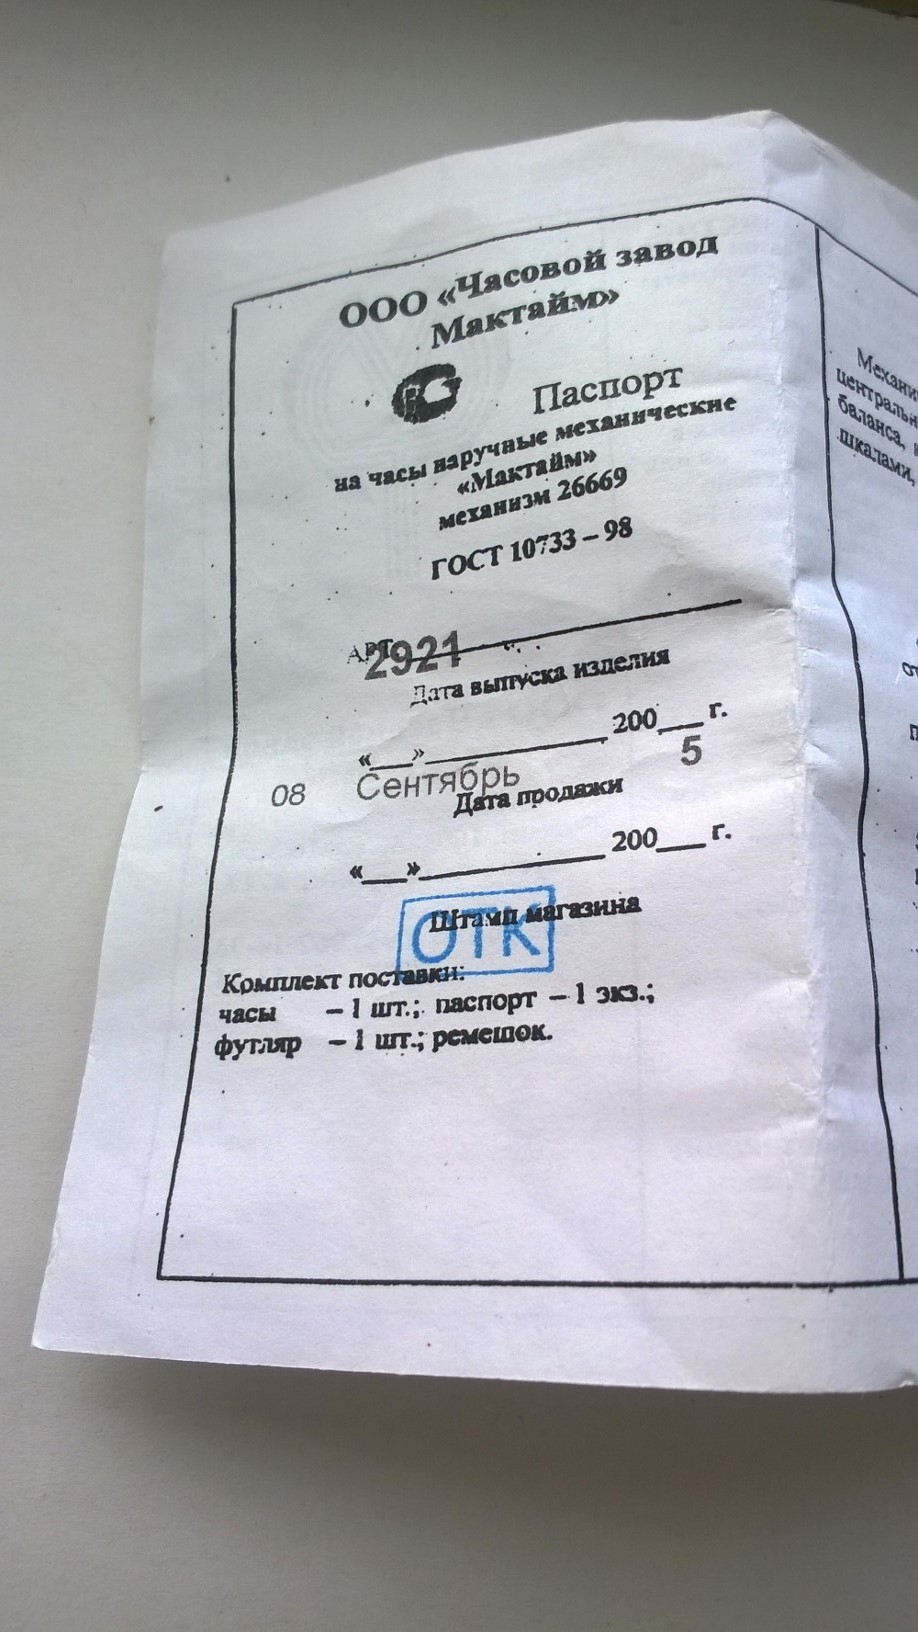 ООО «Часовой завод
Мактайм»
Паспорт
на часы наручные механические
«Мактайм»
механизм 26669
ГОСТ 10733 – 98
АРТ 2921
Дата выпуска изделия
«___»____________ 200___ г.
08 Сентябрь 5
Дата продажи
«___»____________ 200___ г.
Штамп магазина
ОТК
Комплект поставки:
часы – 1 шт.; паспорт – 1 экз.;
футляр – 1 шт.; ремешок.
баланса,
шкалами,